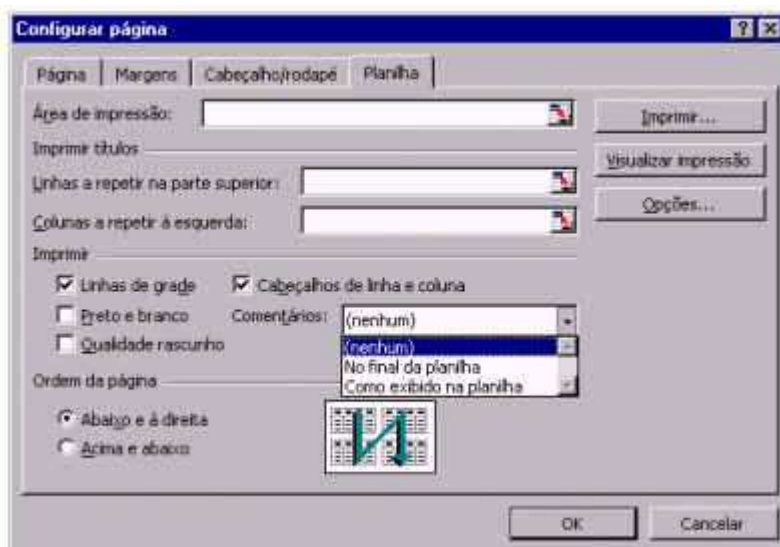 Configurar página
Página Margens Cabeçalho/rodapé Planilha
Área de impressão:
Imprimir...
Imprimir títulos
Visualizar impressão
Linhas a repetir na parte superior:
Opções...
Colunas a repetir à esquerda:
Imprimir
Linhas de grade Cabeçalhos de linha e coluna
Preto e branco Comentários: (nenhum)
Qualidade rascunho (nenhum)
No final da planilha
Como exibido na planilha
Ordem da página
Abaixo e à direita
Acima e abaixo
OK Cancelar